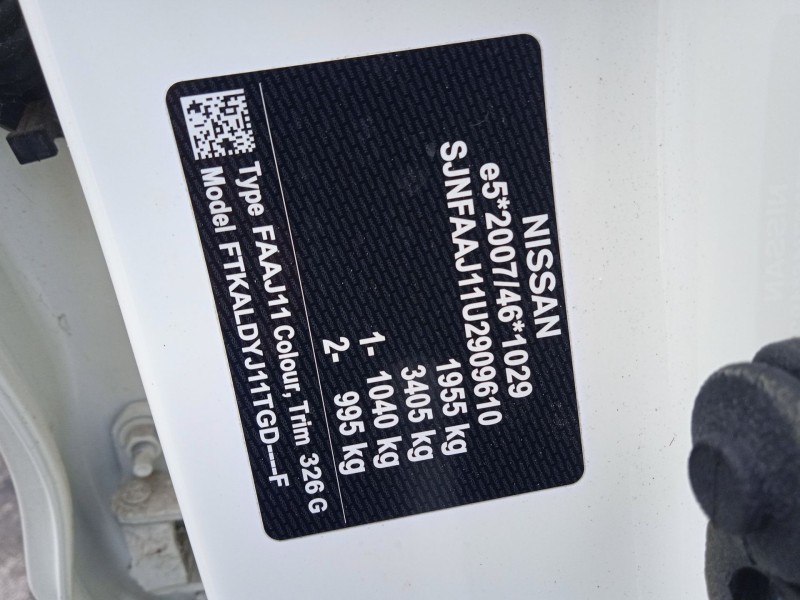 NISSAN
e5*2007/46*1029
SJNFAAJ11U2909610
1955 kg
3405 kg
1- 1040 kg
2- 995 kg
Type FAAJ11 Colour, Trim 326 G
Model FTKALDYJ11TGD----F